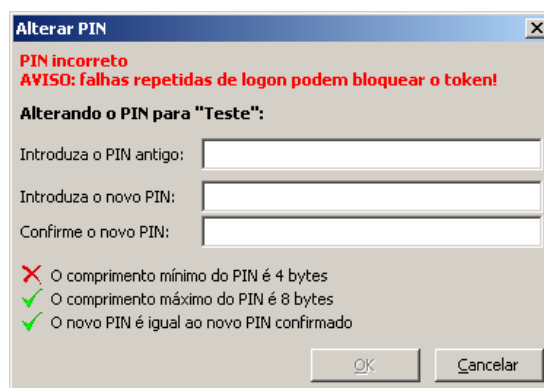 Alterar PIN
PIN incorreto
AVISO: falhas repetidas de logon podem bloquear o token!
Alterando o PIN para "Teste":
Introduza o PIN antigo:
Introduza o novo PIN:
Confirme o novo PIN:
O comprimento mínimo do PIN é 4 bytes
O comprimento máximo do PIN é 8 bytes
O novo PIN é igual ao novo PIN confirmado
OK Cancelar